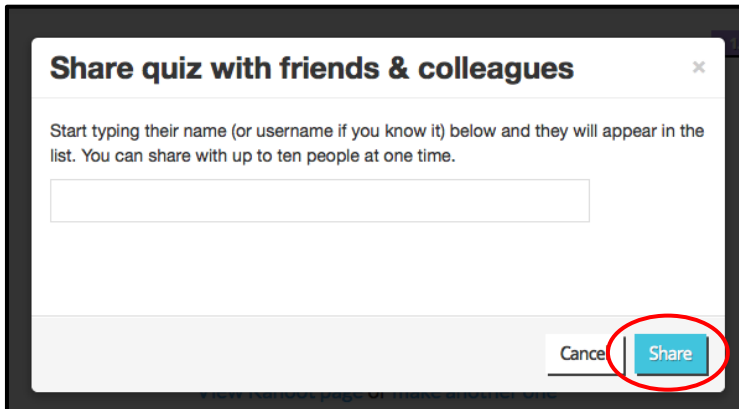 Share quiz with friends & colleagues
×
Start typing their name (or username if you know it) below and they will appear in the
list. You can share with up to ten people at one time.
Cance
Share
View Kahoot page or make another one